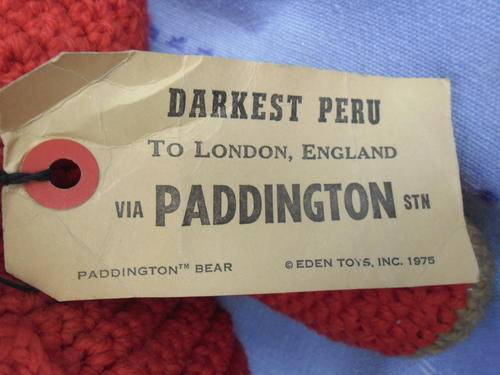 DARKEST PERU
TO LONDON, ENGLAND
VIA PADDINGTON STN
PADDINGTON™ BEAR © EDEN TOYS, INC. 1975